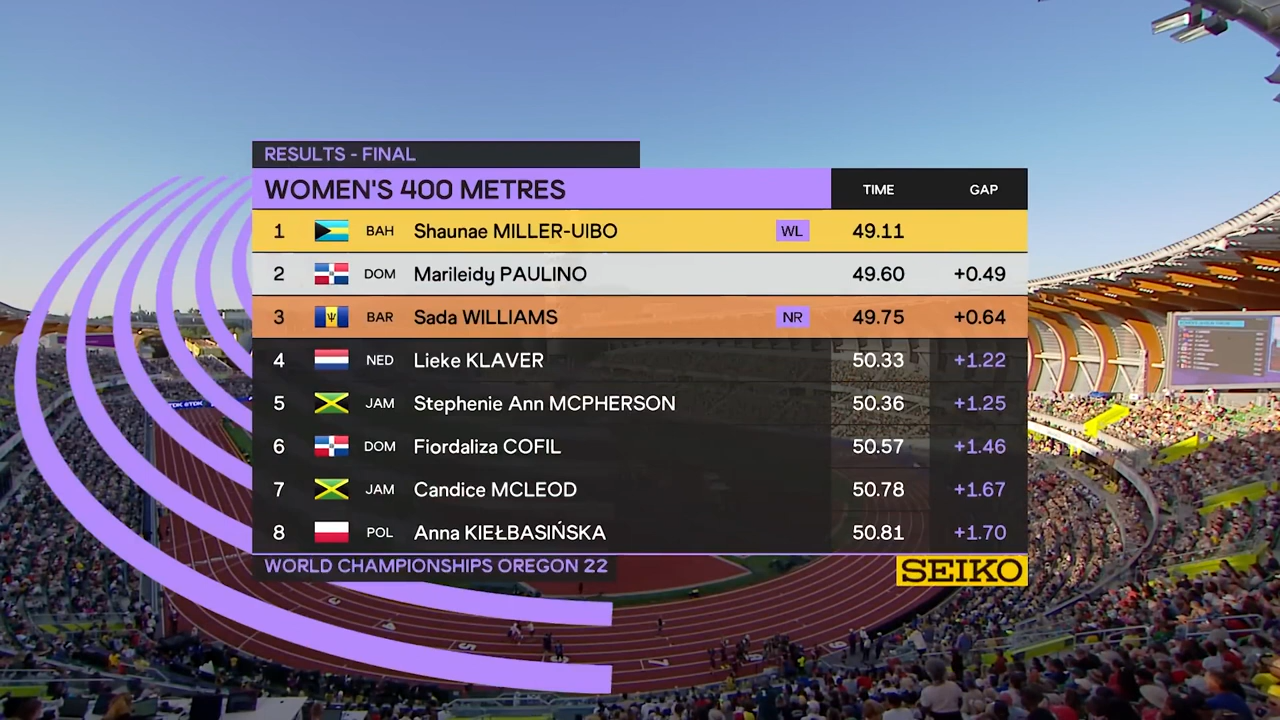 RESULTS - FINAL
WOMEN'S 400 METRES TIME GAP
1 BAH Shaunae MILLER-UIBO WL 49.11
2 DOM Marileidy PAULINO 49.60 +0.49
3 BAR Sada WILLIAMS NR 49.75 +0.64
4 NED Lieke KLAVER 50.33 +1.22
5 JAM Stephenie Ann MCPHERSON 50.36 +1.25
6 DOM Fiordaliza COFIL 50.57 +1.46
7 JAM Candice MCLEOD 50.78 +1.67
8 POL Anna KIEŁBASIŃSKA 50.81 +1.70
WORLD CHAMPIONSHIPS OREGON 22
SEIKO